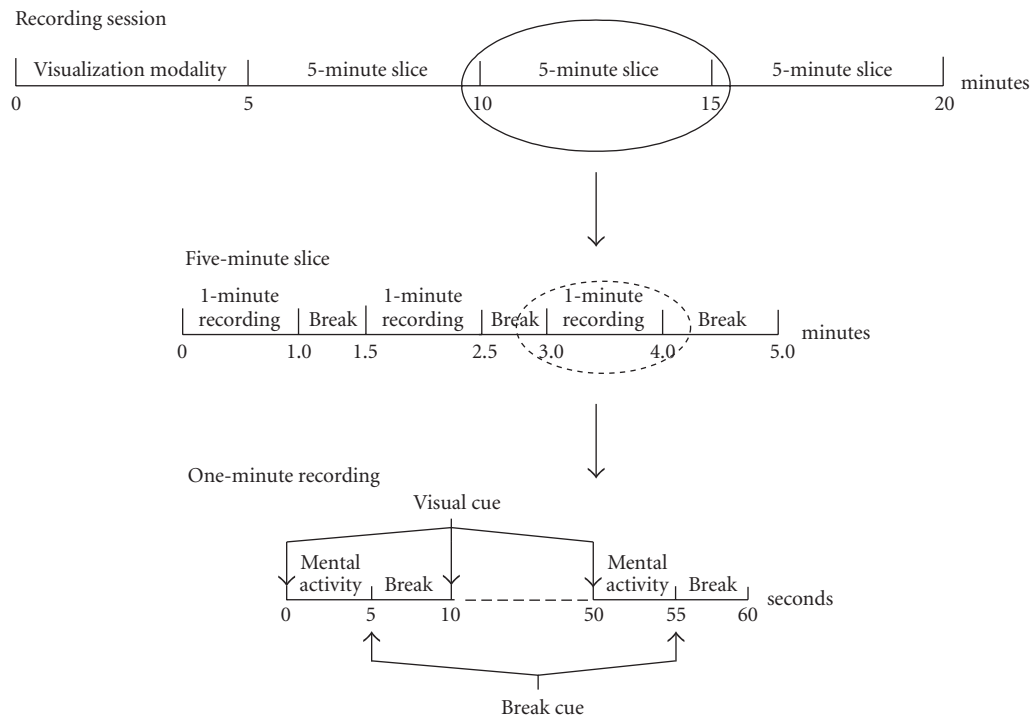 Recording session
Visualization modality 5-minute slice 5-minute slice 5-minute slice
minutes
0 5 10 15 20
Five-minute slice
1-minute recording Break 1-minute recording Break 1-minute recording Break
minutes
0 1.0 1.5 2.5 3.0 4.0 5.0
One-minute recording
Visual cue
Mental activity Break Mental activity Break
seconds
0 5 10 50 55 60
Break cue